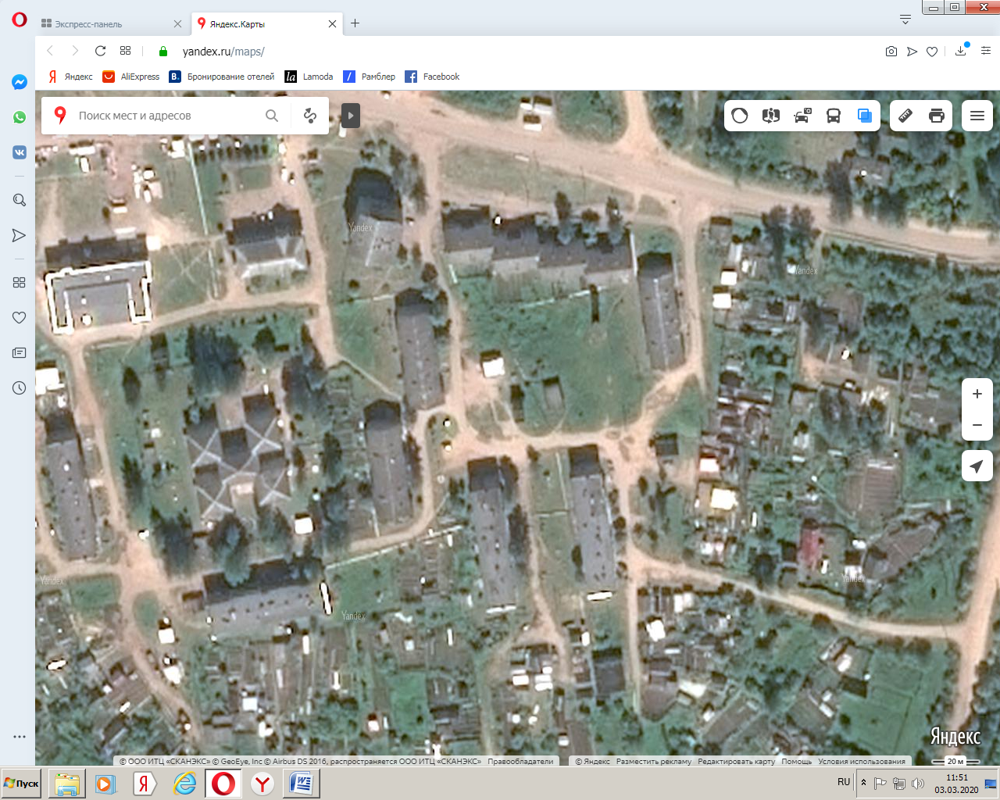 Экспресс-панель
Яндекс.Карты
yandex.ru/maps/
Яндекс
AliExpress
B. Бронирование отелей
la Lamoda
Рамблер
Facebook
Поиск мест и адресов
Yandex
Yandex
Yandex
Yandex
Yandex
Яндекс
© ООО ИТЦ «СКАНЭКС» © GeoEye, Inc © Airbus DS 2016, распространяется ООО ИТЦ «СКАНЭКС» Правообладатели
© Яндекс Разместить рекламу Редактировать карту Помощь Условия использования
20 м
Пуск
RU
11:51
03.03.2020